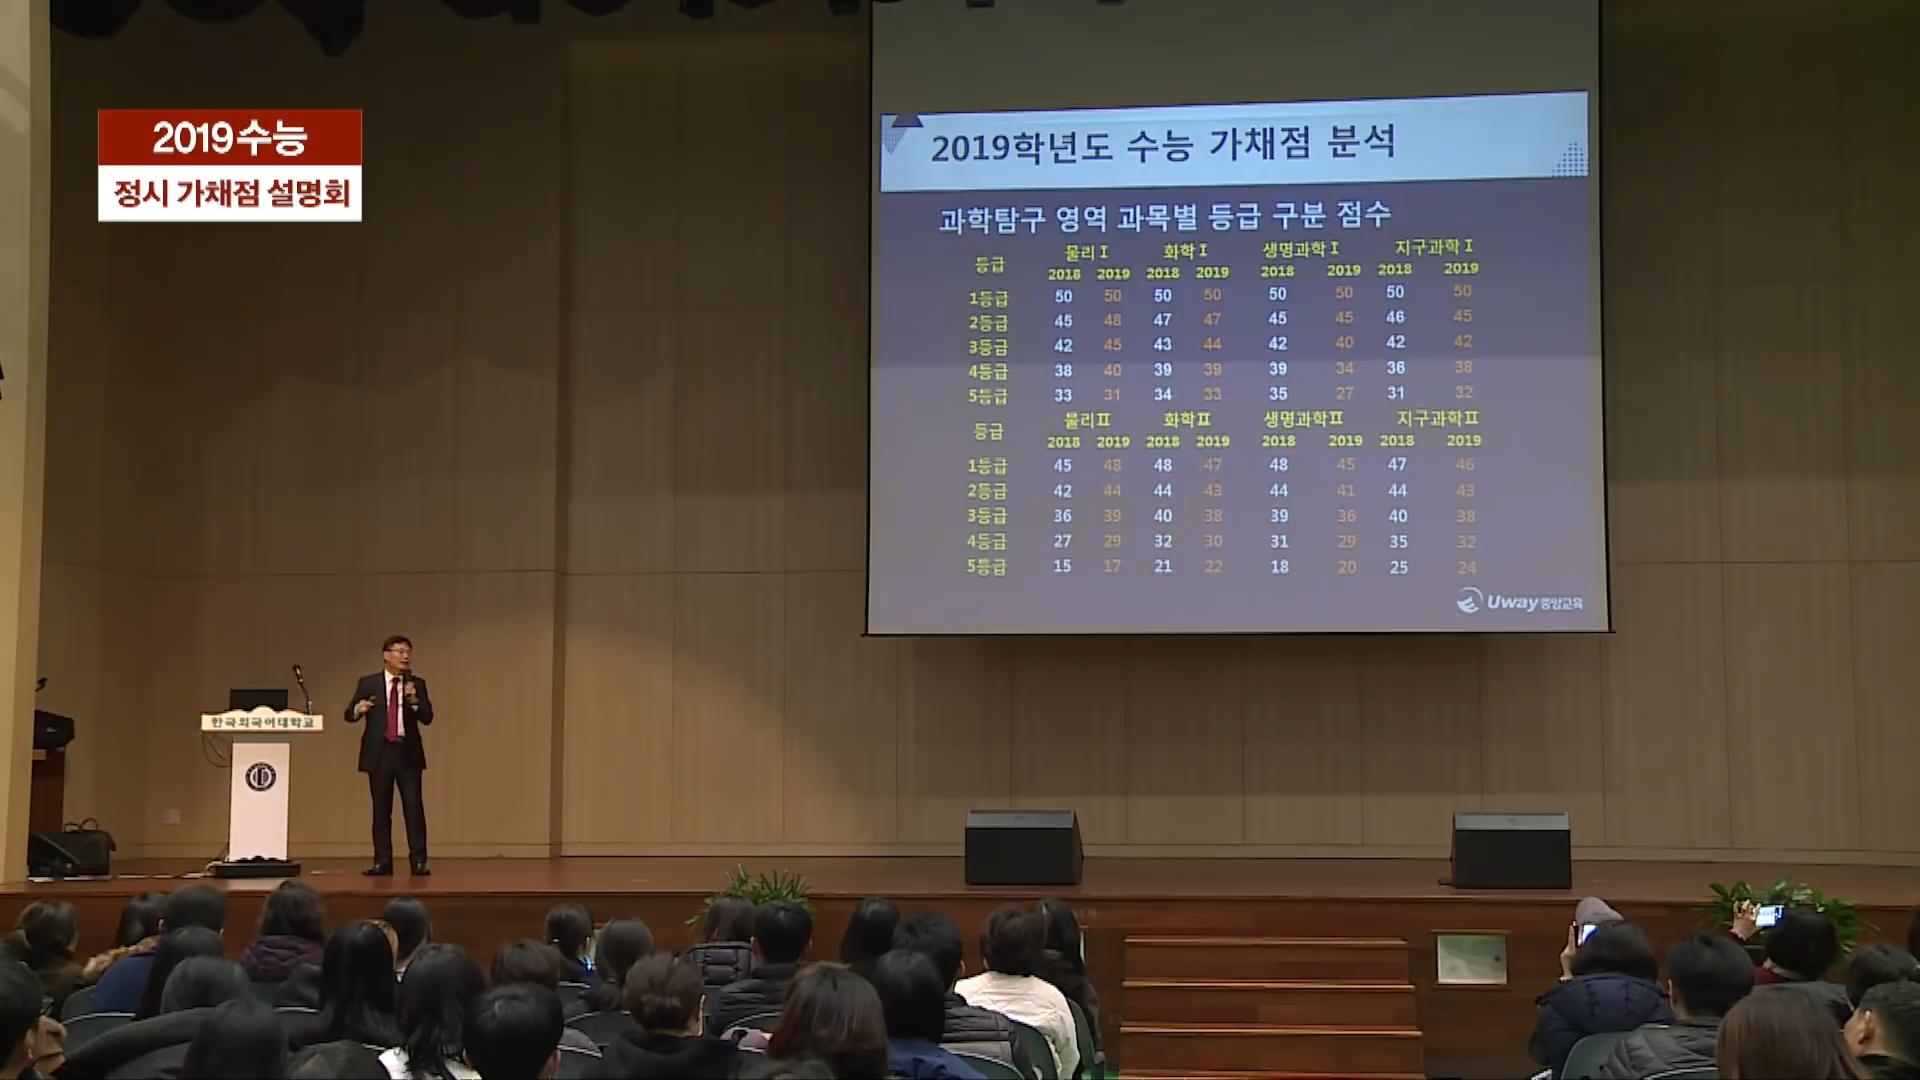 2019수능
정시 가채점 설명회
2019학년도 수능 가채점 분석
과학탐구 영역 과목별 등급 구분 점수
등급 물리Ⅰ 화학Ⅰ 생명과학Ⅰ 지구과학Ⅰ
2018 2019 2018 2019 2018 2019 2018 2019
1등급 50 50 50 50 50 50 50 50
2등급 45 48 47 47 45 45 46 45
3등급 42 45 43 44 42 40 42 42
4등급 38 40 39 39 39 34 36 38
5등급 33 31 34 33 35 27 31 32
등급 물리Ⅱ 화학Ⅱ 생명과학Ⅱ 지구과학Ⅱ
2018 2019 2018 2019 2018 2019 2018 2019
1등급 45 48 48 47 48 45 47 46
2등급 42 44 44 43 44 41 44 43
3등급 36 39 40 38 39 36 40 38
4등급 27 29 32 30 31 29 35 32
5등급 15 17 21 22 18 20 25 24
Uway중앙교육
한국외국어대학교